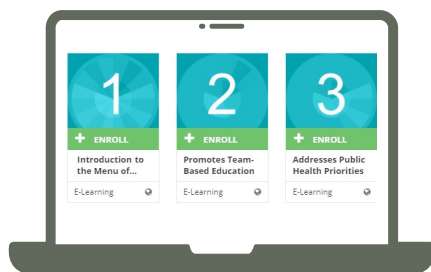 1
2
3
ENROLL
ENROLL
ENROLL
Introduction to
the Menu of...
Promotes Team-
Based Education
Addresses Public
Health Priorities
E-Learning
E-Learning
E-Learning